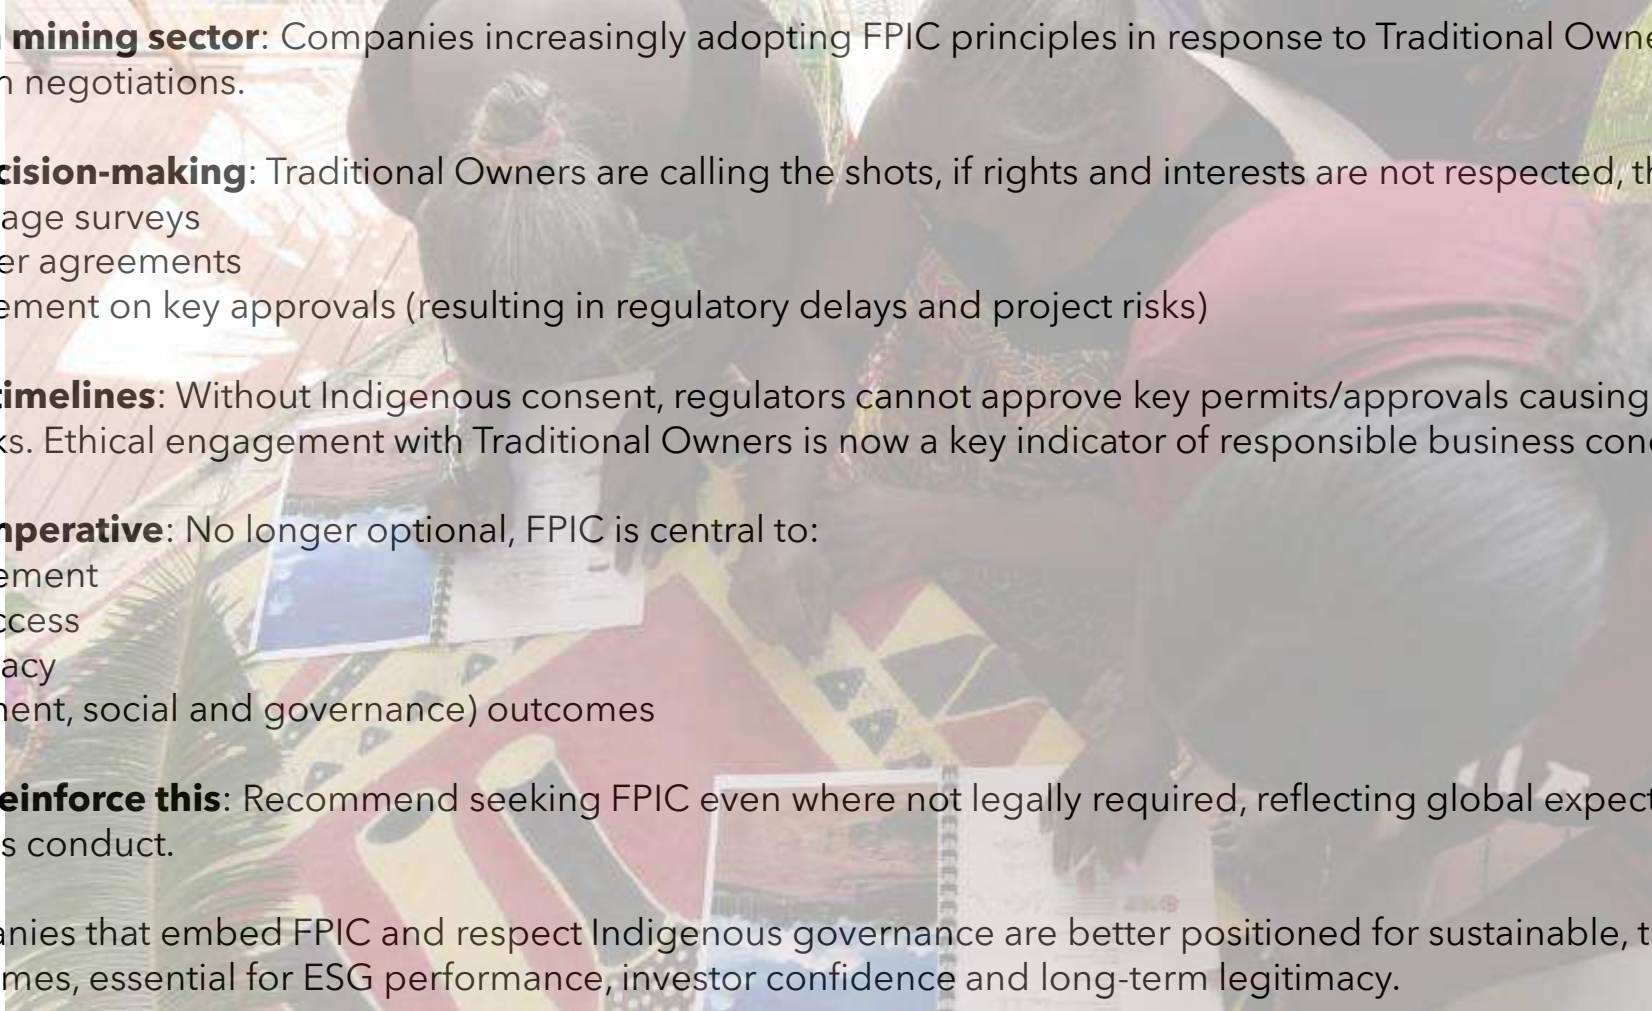 mining sector: Companies increasingly adopting FPIC principles in response to Traditional
negotiations.
cision-making: Traditional Owners are calling the shots, if rights and interests are not respected,
age surveys
er agreements
ement on key approvals (resulting in regulatory delays and project risks)
timelines: Without Indigenous consent, regulators cannot approve key permits/approvals causing
ks. Ethical engagement with Traditional Owners is now a key indicator of responsible business
perative: No longer optional, FPIC is central to:
ement
ccess
acy
ent, social and governance) outcomes
einforce this: Recommend seeking FPIC even where not legally required, reflecting global expect
s conduct.
anies that embed FPIC and respect Indigenous governance are better positioned for sustainable,
mes, essential for ESG performance, investor confidence and long-term legitimacy.